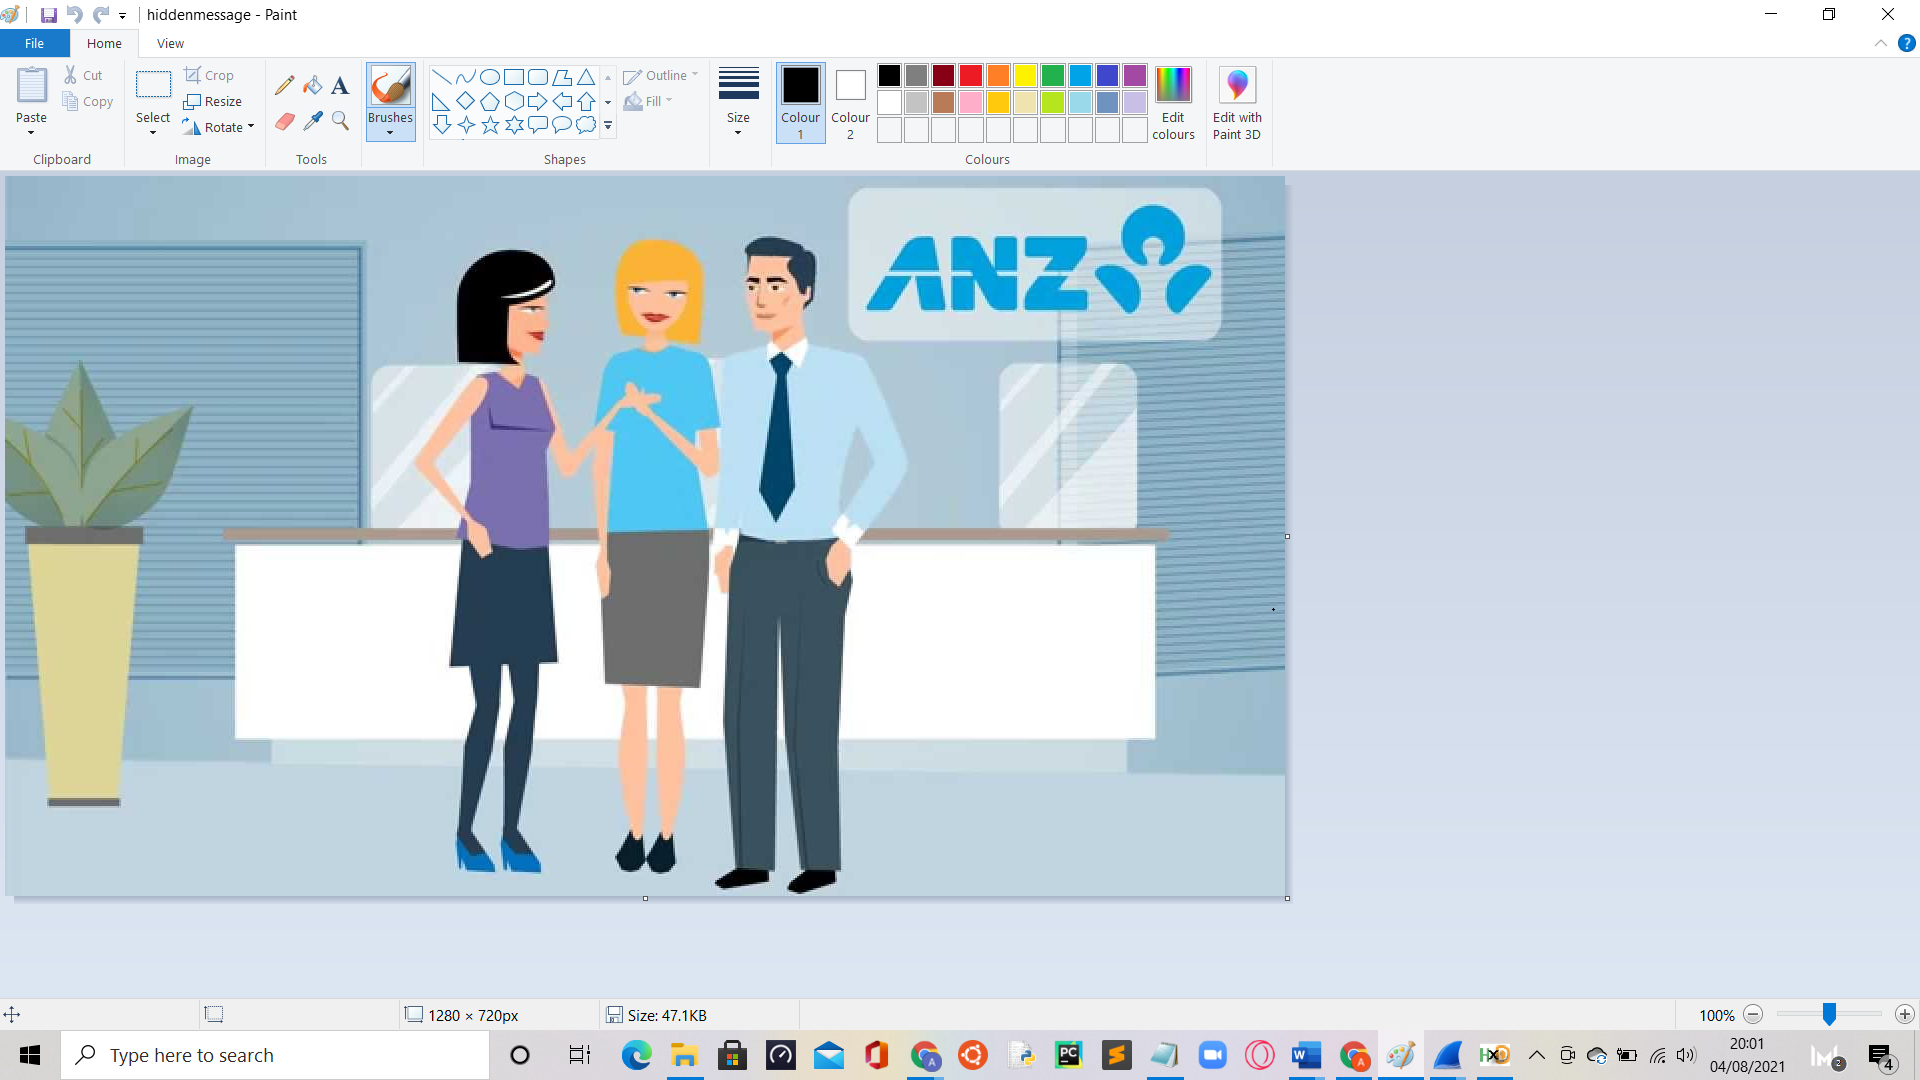 hiddenmessage - Paint
File Home View
Paste
Cut
Copy
Clipboard
Select
Crop
Resize
Rotate
Image
A
Tools
Brushes
Outline
Fill
Shapes
Size
Colour 1
Colour 2
Edit colours
Colours
Edit with Paint 3D
ANZ
1280 × 720px
Size: 47.1KB
100%
Type here to search
20:01
04/08/2021
2
4